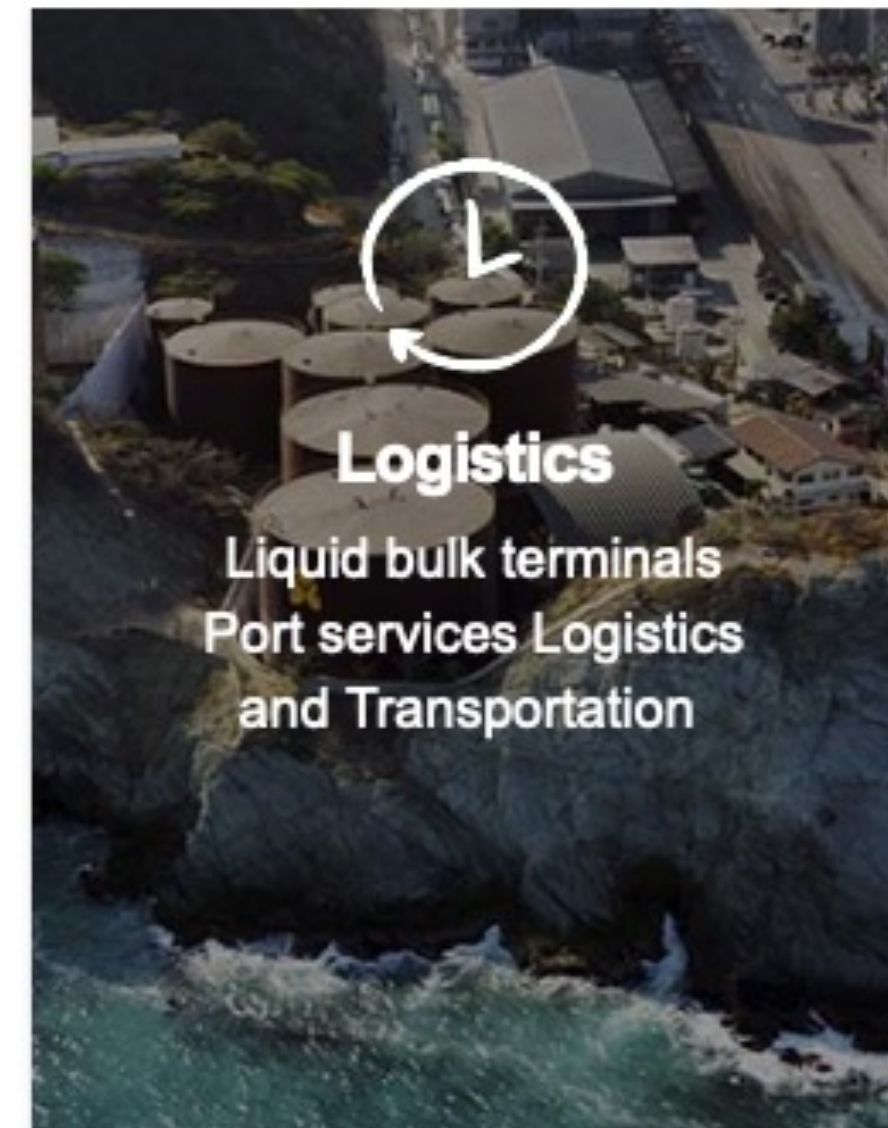 Logistics
Liquid bulk terminals
Port services Logistics
and Transportation